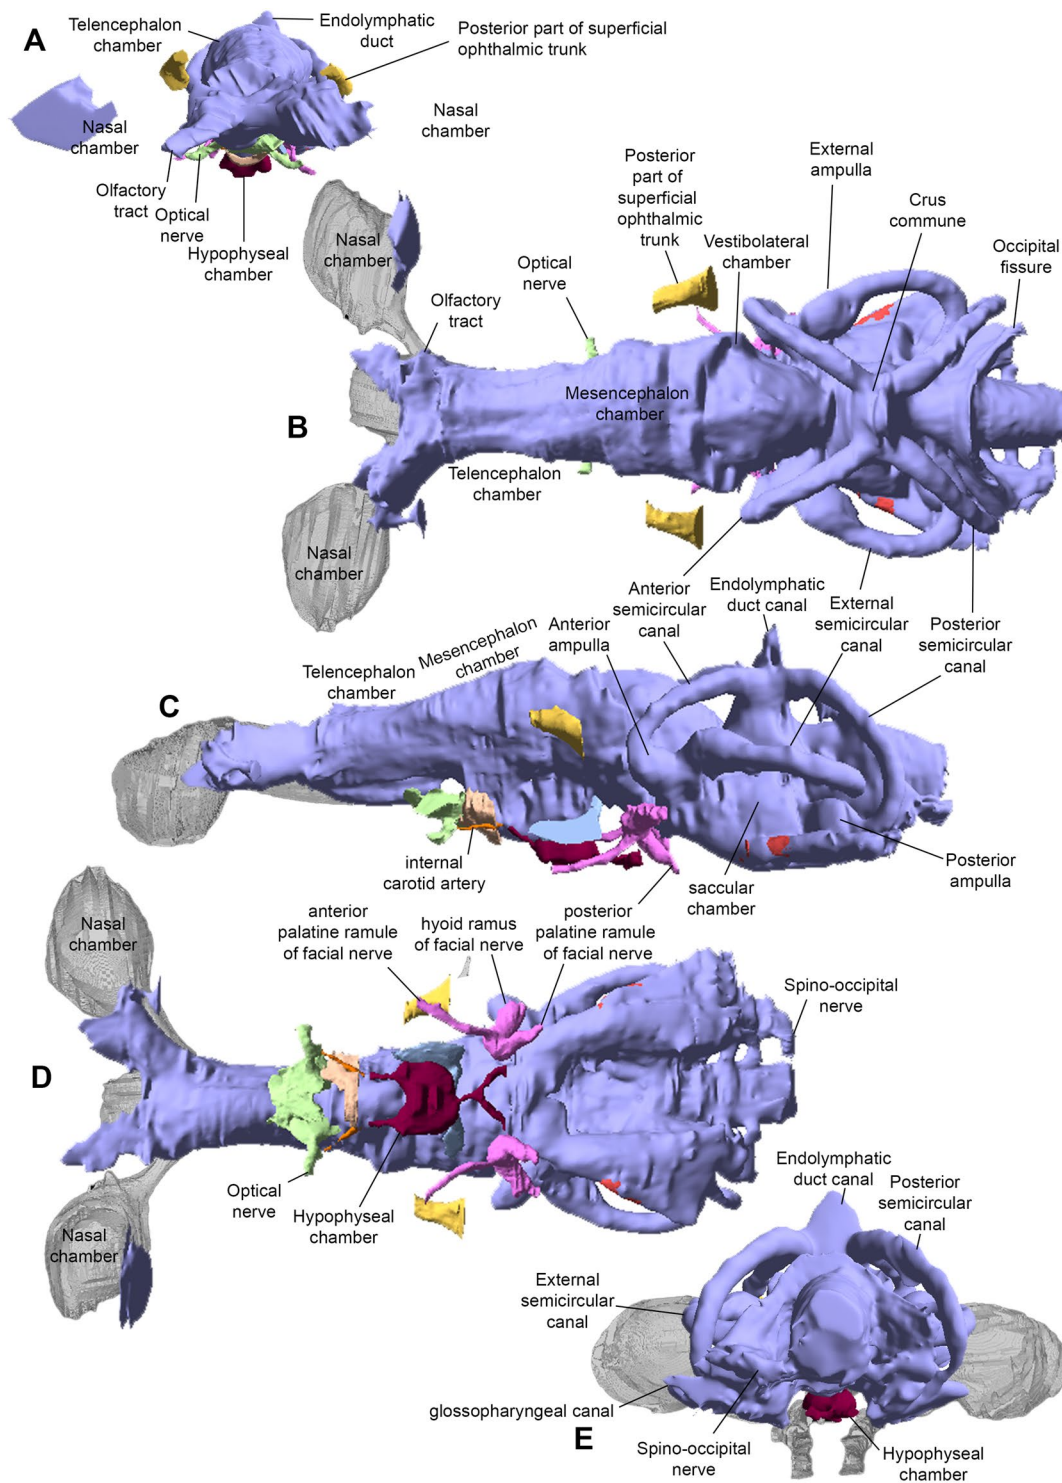 A
Telencephalon
chamber
Endolymphatic
duct
Posterior part of superficial
ophthalmic trunk
Nasal
chamber
Nasal
chamber
Olfactory
tract
Optical
nerve
Hypophyseal
chamber
B
Nasal
chamber
Olfactory
tract
Optical
nerve
Posterior
part of
superficial
ophthalmic
trunk
Vestibolateral
chamber
External
ampulla
Crus
commune
Occipital
fissure
Mesencephalon
chamber
Telencephalon
chamber
Nasal
chamber
Anterior
semicircular
canal
Endolymphatic
duct canal
External
semicircular
canal
Posterior
semicircular
canal
C
Telencephalon
chamber
Mesencephalon
chamber
Anterior
ampulla
internal
carotid artery
saccular
chamber
Posterior
ampulla
D
Nasal
chamber
anterior
palatine ramule
of facial nerve
hyoid ramus
of facial nerve
posterior
palatine ramule
of facial nerve
Spino-occipital
nerve
Optical
nerve
Hypophyseal
chamber
Nasal
chamber
E
Endolymphatic
duct canal
Posterior
semicircular
canal
External
semicircular
canal
glossopharyngeal canal
Spino-occipital
nerve
Hypophyseal
chamber